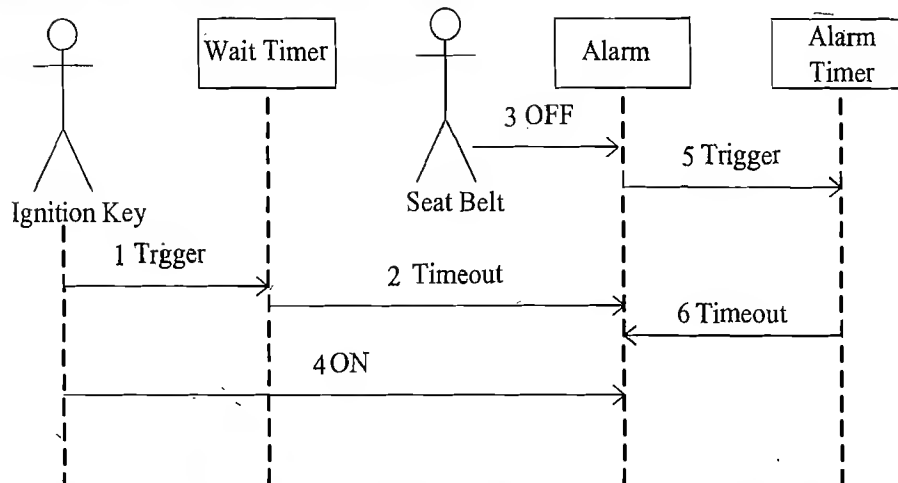 Wait Timer
Alarm
Alarm
Timer
3 OFF
5 Trigger
Ignition Key
Seat Belt
1 Trgger
2 Timeout
6 Timeout
4 ON